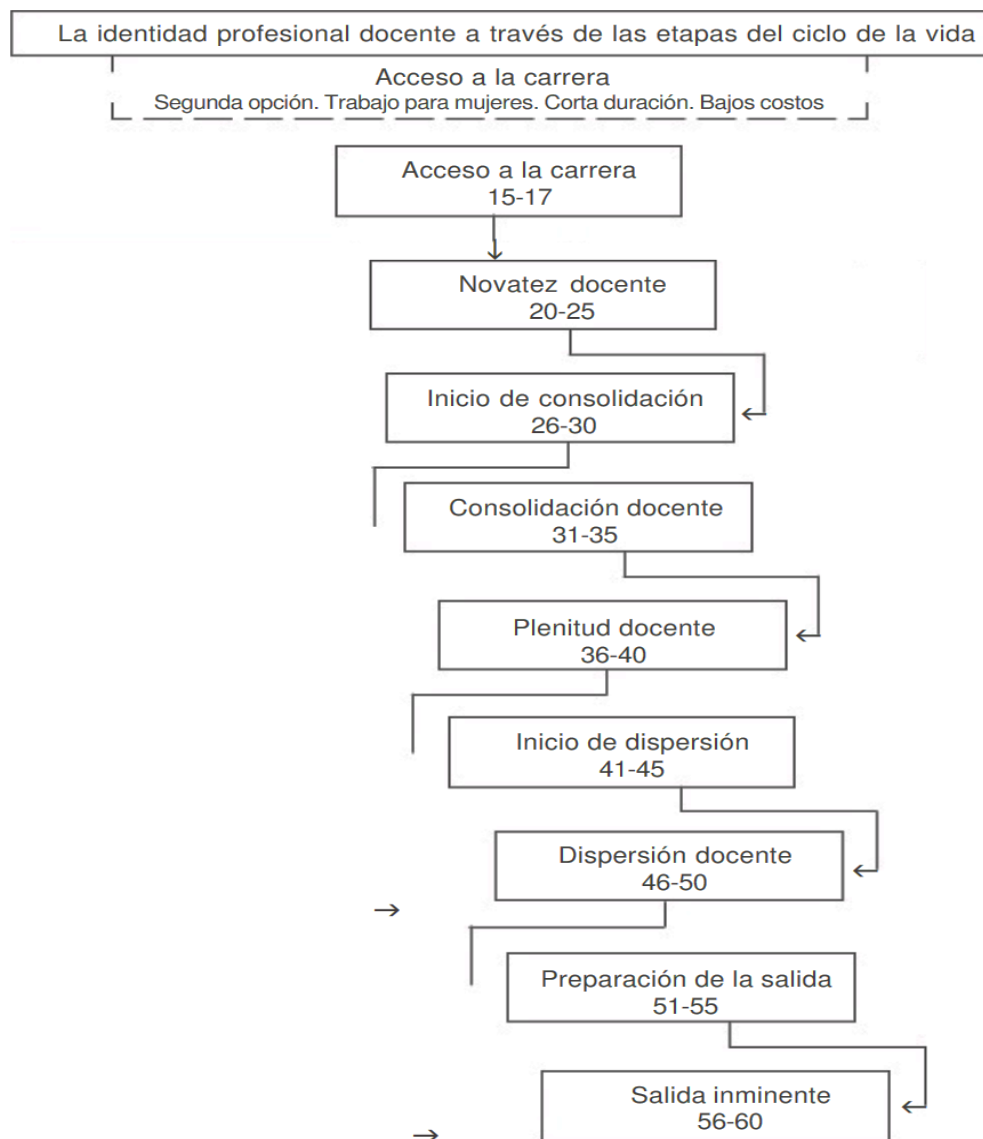 La identidad profesional docente a través de las etapas del ciclo de la vida
Acceso a la carrera
Segunda opción. Trabajo para mujeres. Corta duración. Bajos costos
Acceso a la carrera
15-17
Novatez docente
20-25
Inicio de consolidación
26-30
Consolidación docente
31-35
Plenitud docente
36-40
Inicio de dispersión
41-45
Dispersión docente
46-50
Preparación de la salida
51-55
Salida inminente
56-60